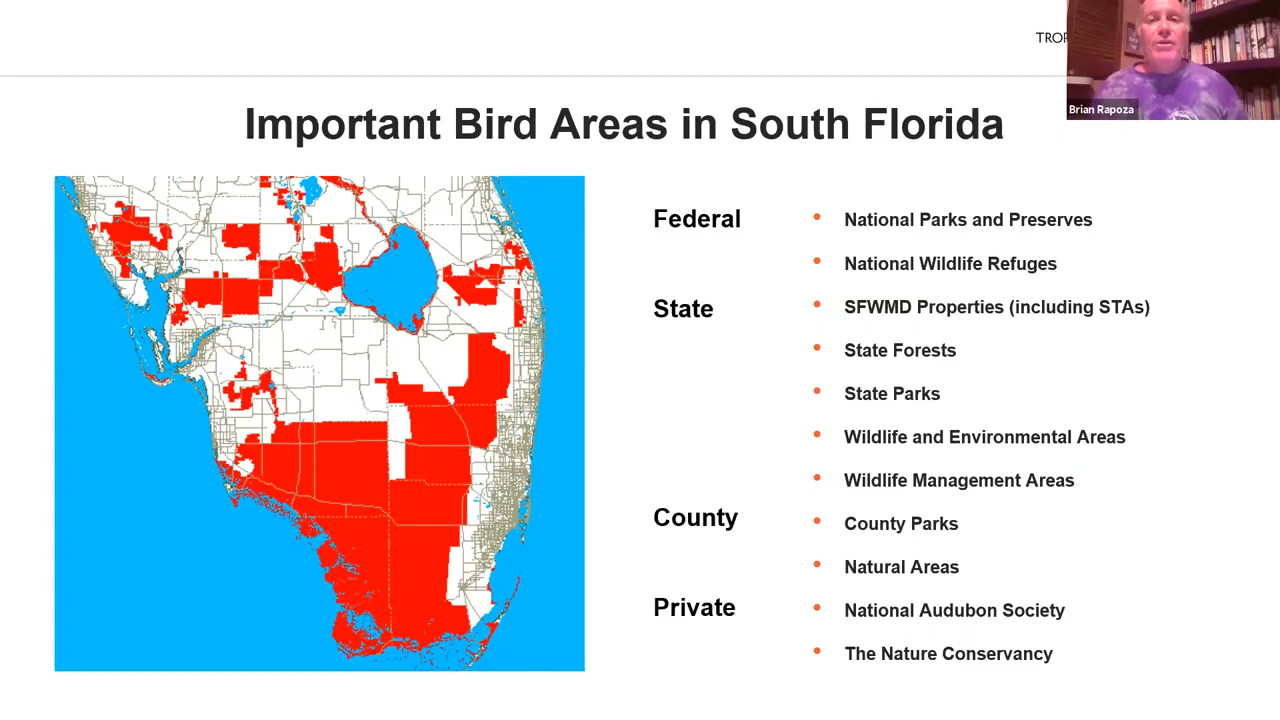 TROP
Brian Rapoza
Important Bird Areas in South Florida
Federal
National Parks and Preserves
National Wildlife Refuges
State
SFWMD Properties (including STAs)
State Forests
State Parks
Wildlife and Environmental Areas
Wildlife Management Areas
County
County Parks
Natural Areas
Private
National Audubon Society
The Nature Conservancy